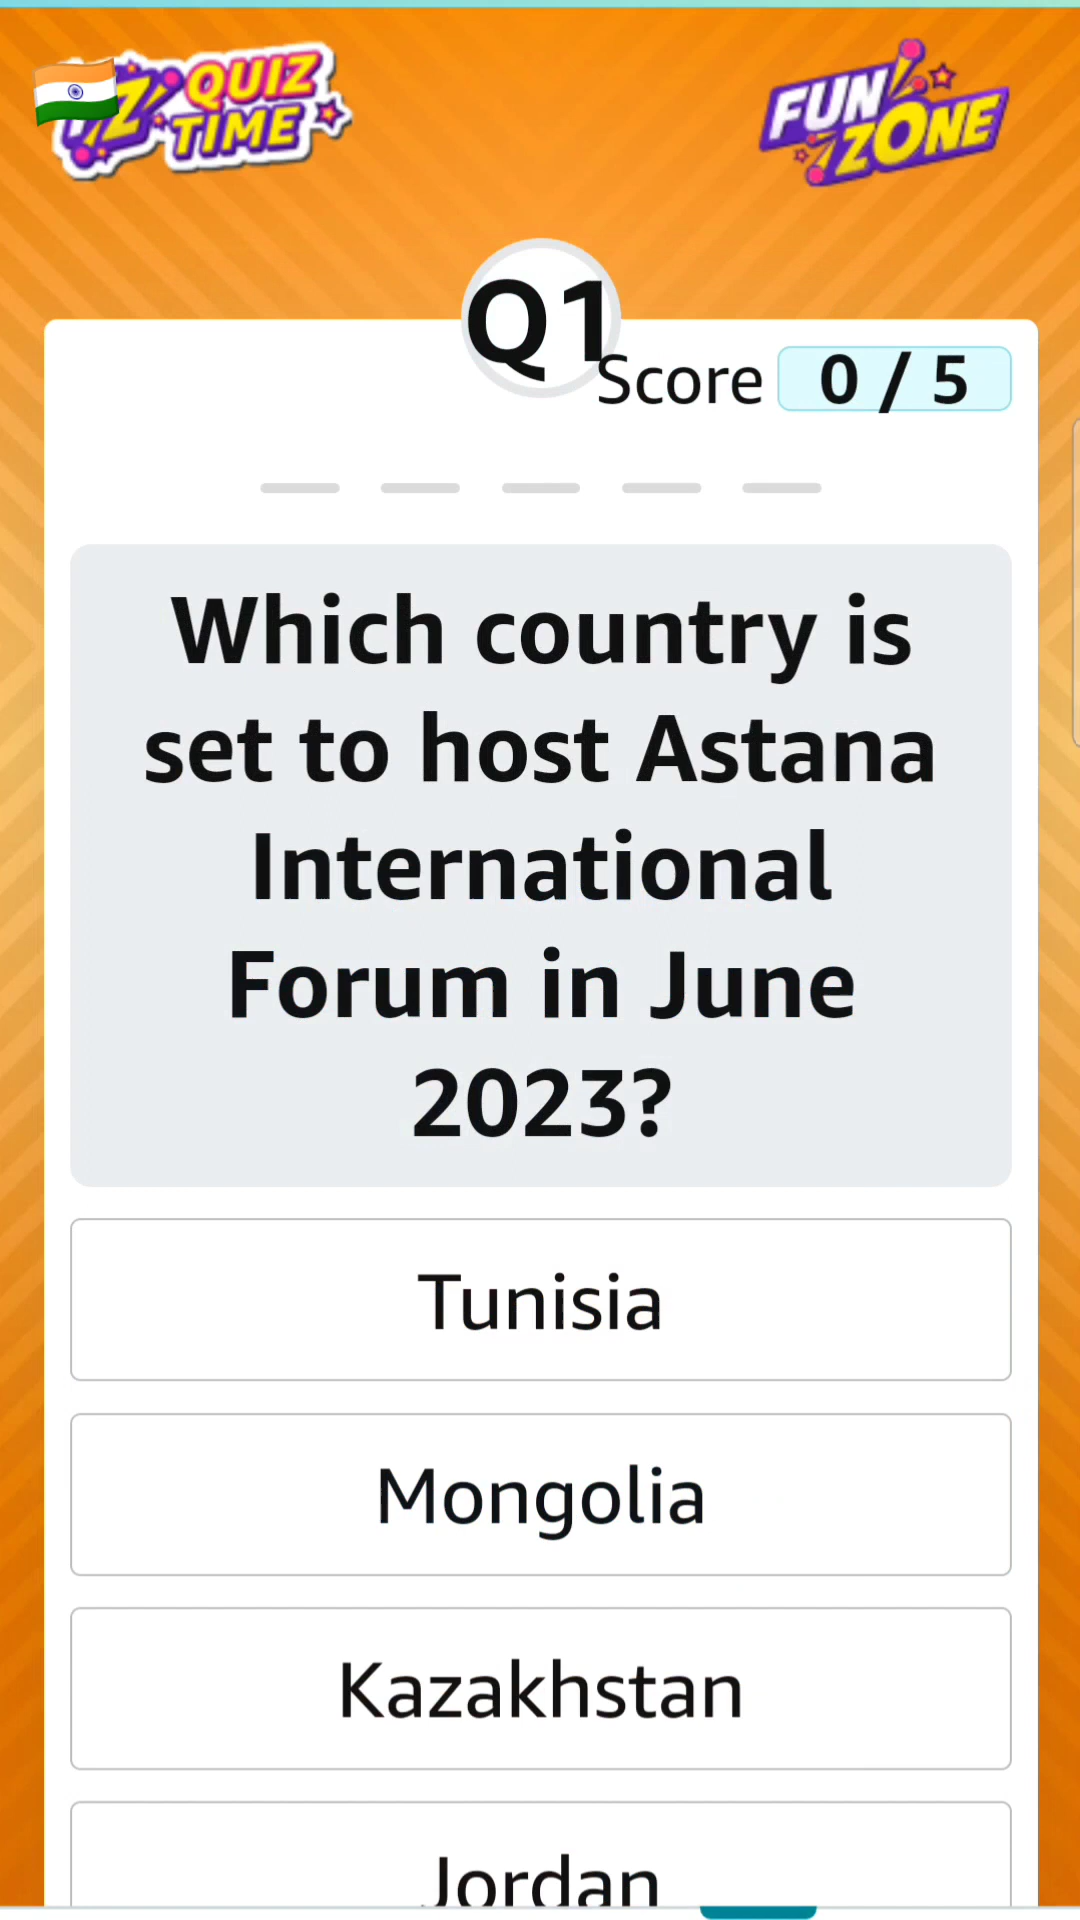 QUIZ
TIME
FUN
ZONE
Q1
Score 0 / 5
Which country is
set to host Astana
International
Forum in June
2023?
Tunisia
Mongolia
Kazakhstan
Jordan